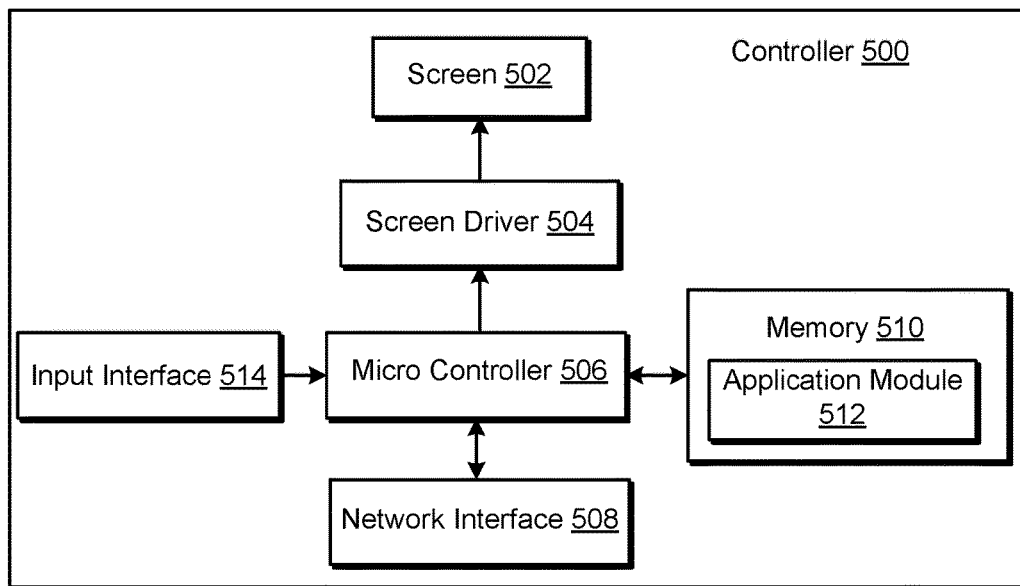 Controller 500
Screen 502
Screen Driver 504
Memory 510
Input Interface 514
Micro Controller 506
Application Module
512
Network Interface 508